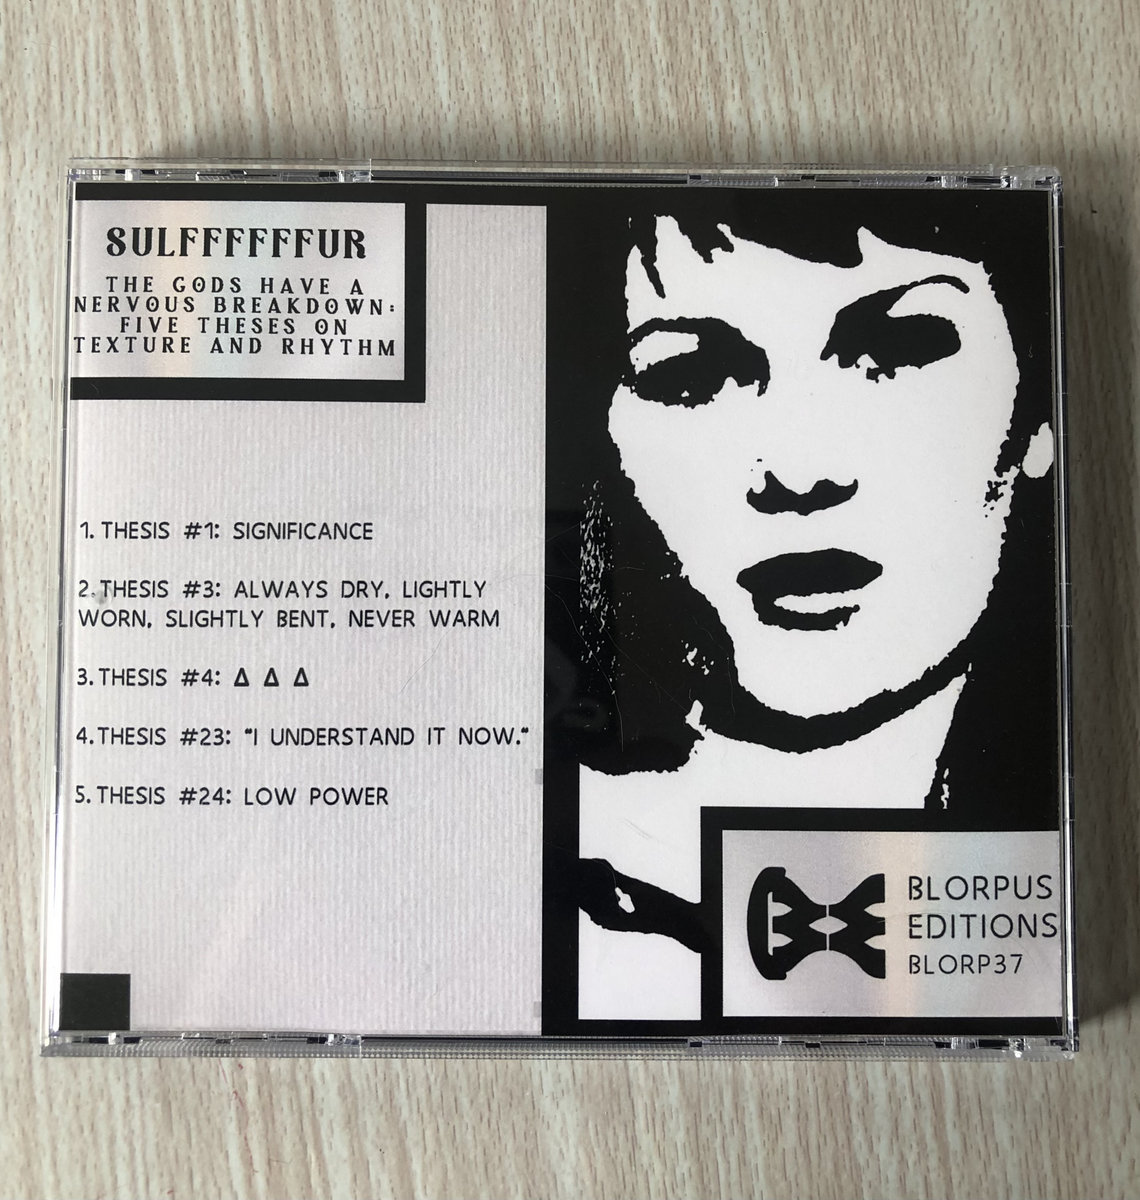 SULFFFFFFUR
THE GODS HAVE A
NERVOUS BREAKDOWN:
FIVE THESES ON
TEXTURE AND RHYTHM
1. THESIS #1: SIGNIFICANCE
2. THESIS #3: ALWAYS DRY, LIGHTLY
WORN, SLIGHTLY BENT, NEVER WARM
3. THESIS #4: Δ Δ Δ
4. THESIS #23: "I UNDERSTAND IT NOW."
5. THESIS #24: LOW POWER
BLORPUS
EDITIONS
BLORP37